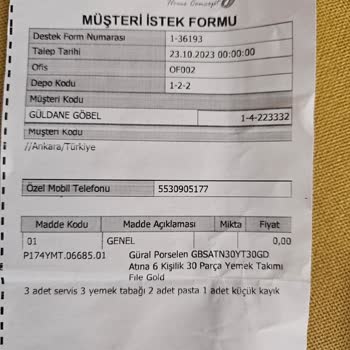 Home Concept
MÜŞTERİ İSTEK FORMU
Destek Form Numarası 1-36193
Talep Tarihi 23.10.2023 00:00:00
Ofis OF002
Depo Kodu 1-2-2
Müşteri Kodu
GÜLDANE GÖBEL 1-4-223332
Müşteri Kodu
//Ankara/Türkiye
Özel Mobil Telefonu 5530905177
Madde Kodu Madde Açıklaması Mikta Fiyat
01 GENEL 0,00
P174YMT.06685.01 Güral Porselen GBSATN30YT30GD
Atina 6 Kişilik 30 Parça Yemek Takımı
File Gold
3 adet servis 3 yemek tabağı 2 adet pasta 1 adet küçük kayık